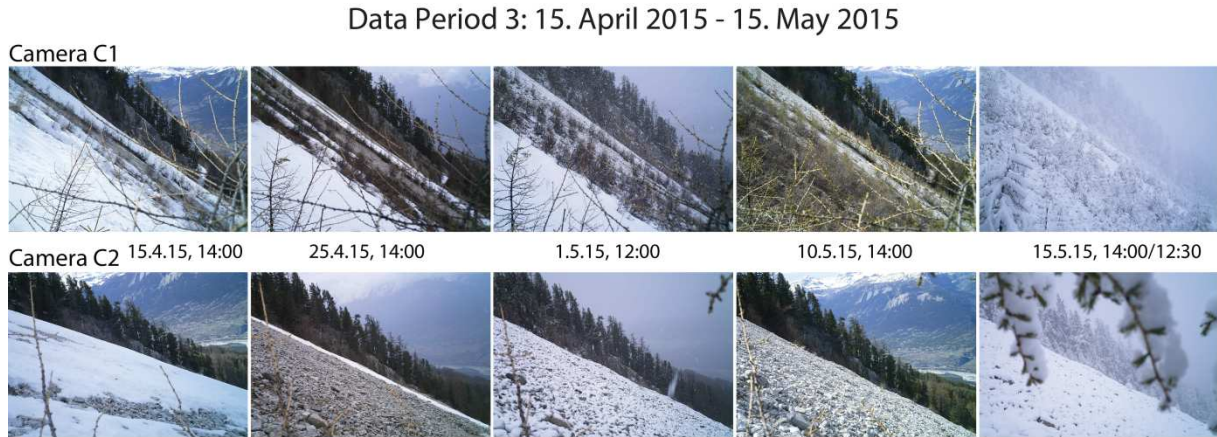 Data Period 3: 15. April 2015 - 15. May 2015
Camera C1
Camera C2 15.4.15, 14:00 25.4.15, 14:00 1.5.15, 12:00 10.5.15, 14:00 15.5.15, 14:00/12:30